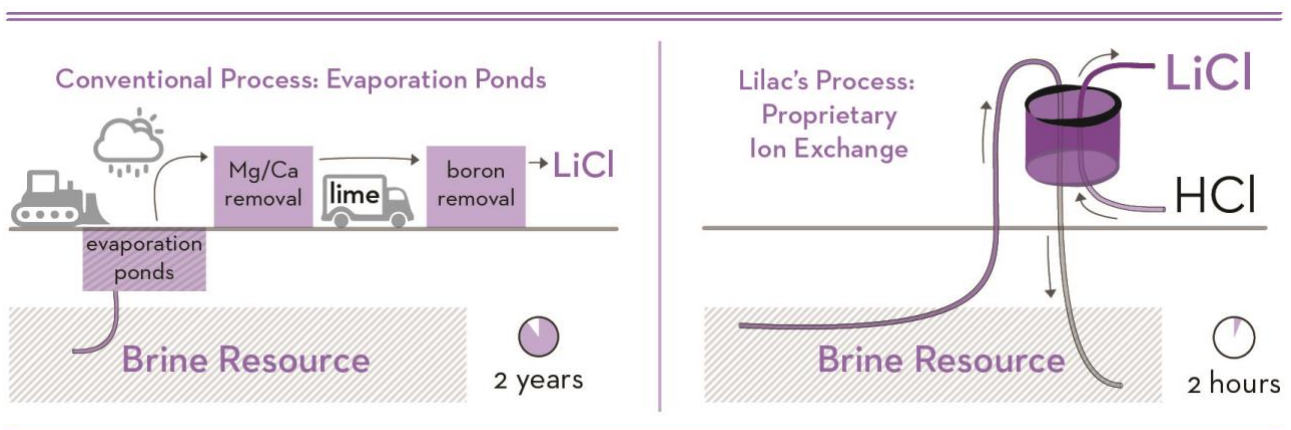 Conventional Process: Evaporation Ponds
Mg/Ca
removal
lime
boron
removal
LiCl
evaporation
ponds
Brine Resource
2 years
Lilac's Process:
Proprietary
Ion Exchange
LiCl
HCl
Brine Resource
2 hours